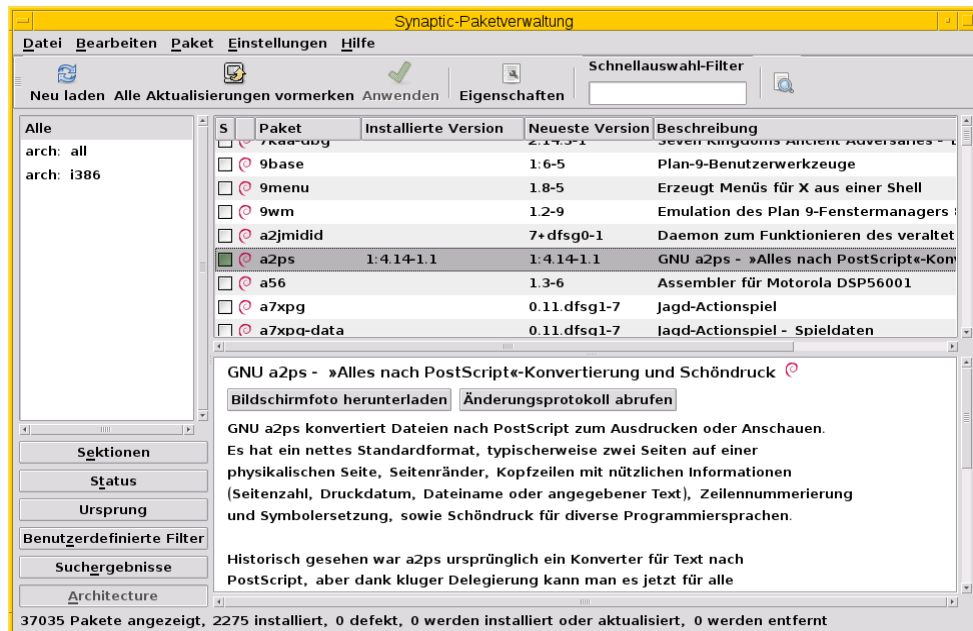 Synaptic-Paketverwaltung
Datei Bearbeiten Paket Einstellungen Hilfe
Neu laden Alle Aktualisierungen vormerken Anwenden Eigenschaften Schnellauswahl-Filter
Alle
arch: all
arch: i386
Sektionen
Status
Ursprung
Benutzerdefinierte Filter
Suchergebnisse
Architecture
S Paket Installierte Version Neueste Version Beschreibung
7kaa-dbg 2.14.5-1 Seven Kingdoms Ancient Adversaries -
9base 1:6-5 Plan-9-Benutzerwerkzeuge
9menu 1.8-5 Erzeugt Menüs für X aus einer Shell
9wm 1.2-9 Emulation des Plan 9-Fenstermanagers
a2jmidid 7+dfsg0-1 Daemon zum Funktionieren des veraltet
a2ps 1:4.14-1.1 1:4.14-1.1 GNU a2ps - »Alles nach PostScript«-Kon
a56 1.3-6 Assembler für Motorola DSP56001
a7xpg 0.11.dfsg1-7 Jagd-Actionspiel
a7xpg-data 0.11.dfsg1-7 Jagd-Actionspiel - Spieldaten
GNU a2ps - »Alles nach PostScript«-Konvertierung und Schöndruck
Bildschirmfoto herunterladen Änderungsprotokoll abrufen
GNU a2ps konvertiert Dateien nach PostScript zum Ausdrucken oder Anschauen.
Es hat ein nettes Standardformat, typischerweise zwei Seiten auf einer
physikalischen Seite, Seitenränder, Kopfzeilen mit nützlichen Informationen
(Seitenzahl, Druckdatum, Dateiname oder angegebener Text), Zeilennummerierung
und Symbolersetzung, sowie Schöndruck für diverse Programmiersprachen.
Historisch gesehen war a2ps ursprünglich ein Konverter für Text nach
PostScript, aber dank kluger Delegierung kann man es jetzt für alle
37035 Pakete angezeigt, 2275 installiert, 0 defekt, 0 werden installiert oder aktualisiert, 0 werden entfernt